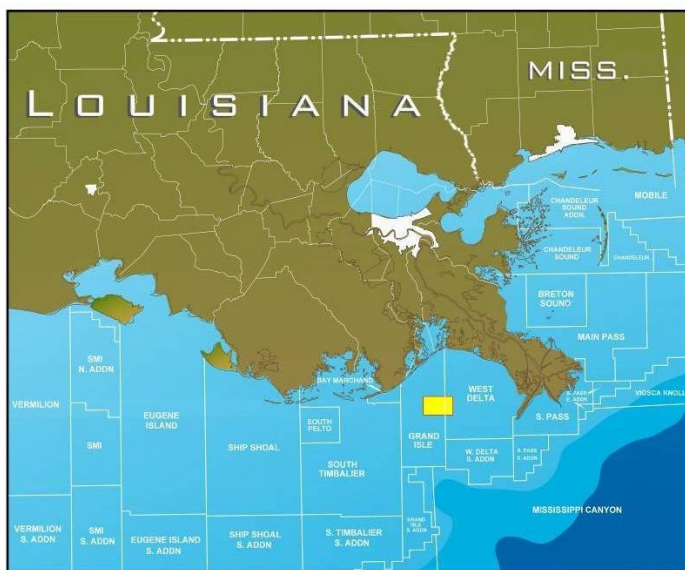 LOUISIANA
MISS.
MOBILE
CHANDELEUR
SOUND
ADDN.
CHANDELEUR
SOUND
CHANDELEUR
BRETON
SOUND
MAIN PASS
SMI
N. ADDN
VERMILION
EUGENE
ISLAND
BAY MARCHAND
WEST
DELTA
S. PASS
E. ADDN
VIOSCA KNOLL
SOUTH
PELTO
S. PASS
SMI
SHIP SHOAL
GRAND
ISLE
W. DELTA
S. ADDN
S. PASS
S. ADDN
SOUTH
TIMBALIER
MISSISSIPPI CANYON
GRAND
ISLE
S. ADDN
VERMILION
S. ADDN
SMI
S. ADDN
EUGENE ISLAND
S. ADDN
SHIP SHOAL
S. ADDN
S. TIMBALIER
S. ADDN